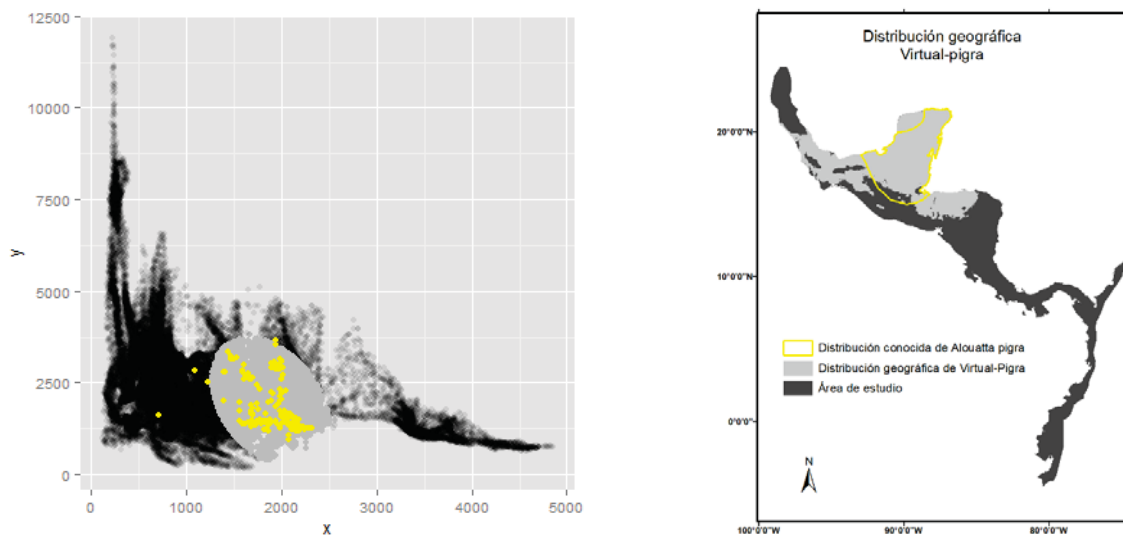 12500
10000
7500
5000
2500
0
y
0 1000 2000 3000 4000 5000
x
Distribución geográfica
Virtual-pigra
20°0'0"N
10°0'0"N
0°0'0"
Distribución conocida de Alouatta pigra
Distribución geográfica de Virtual-Pigra
Área de estudio
N
100°0'0"W 90°0'0"W 80°0'0"W